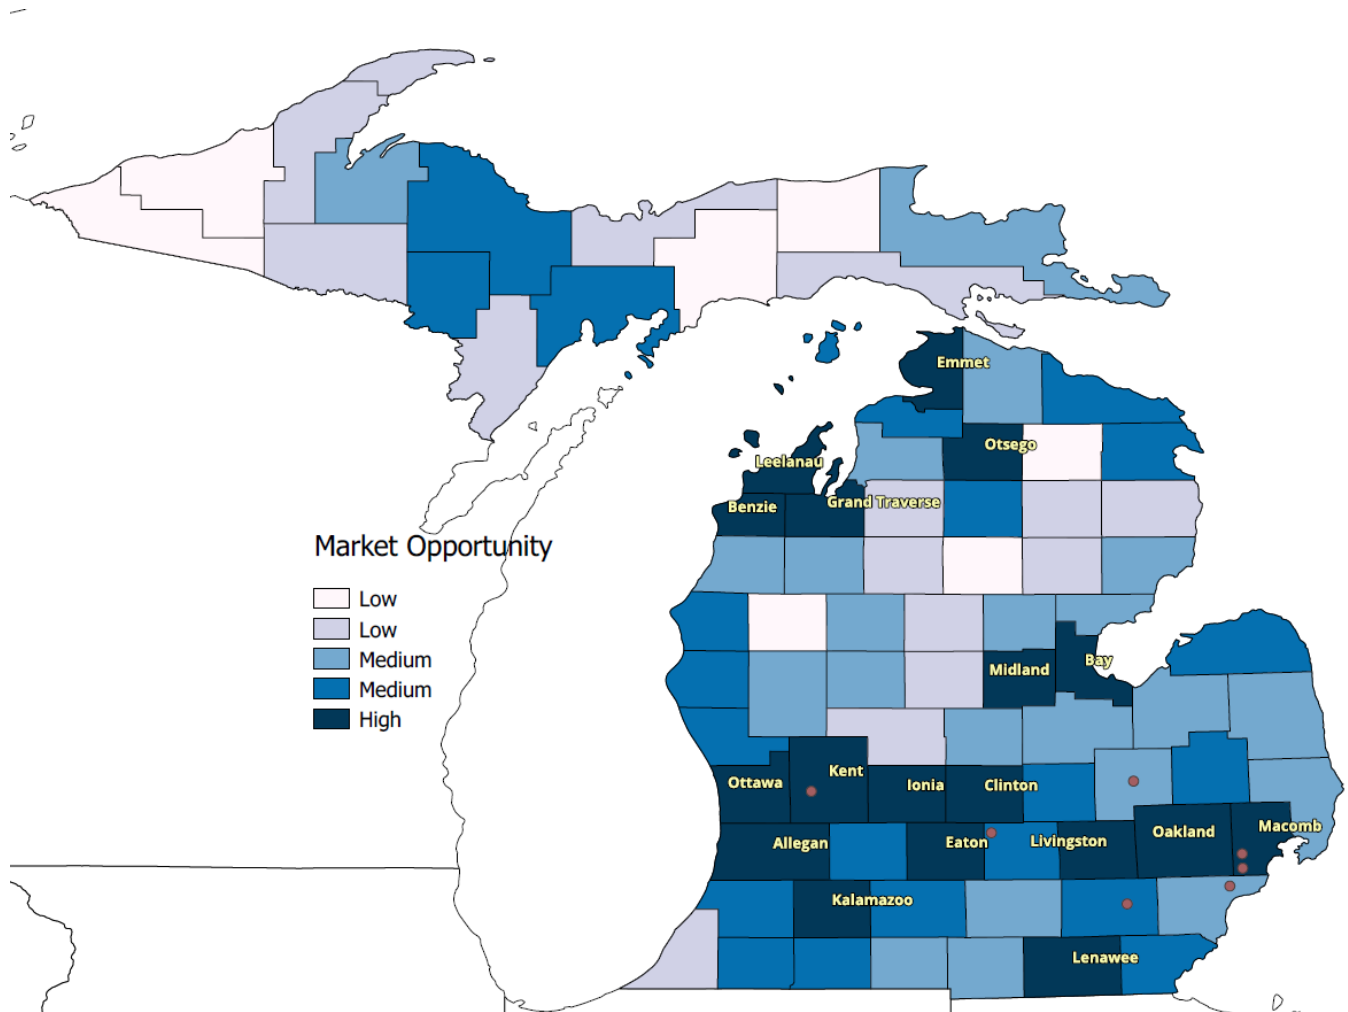 Emmet
Otsego
Leelanau
Grand Traverse
Benzie
Market Opportunity
Low
Low
Medium
Medium
High
Bay
Midland
Kent
Ottawa
Ionia
Clinton
Macomb
Oakland
Allegan
Eaton
Livingston
Kalamazoo
Lenawee